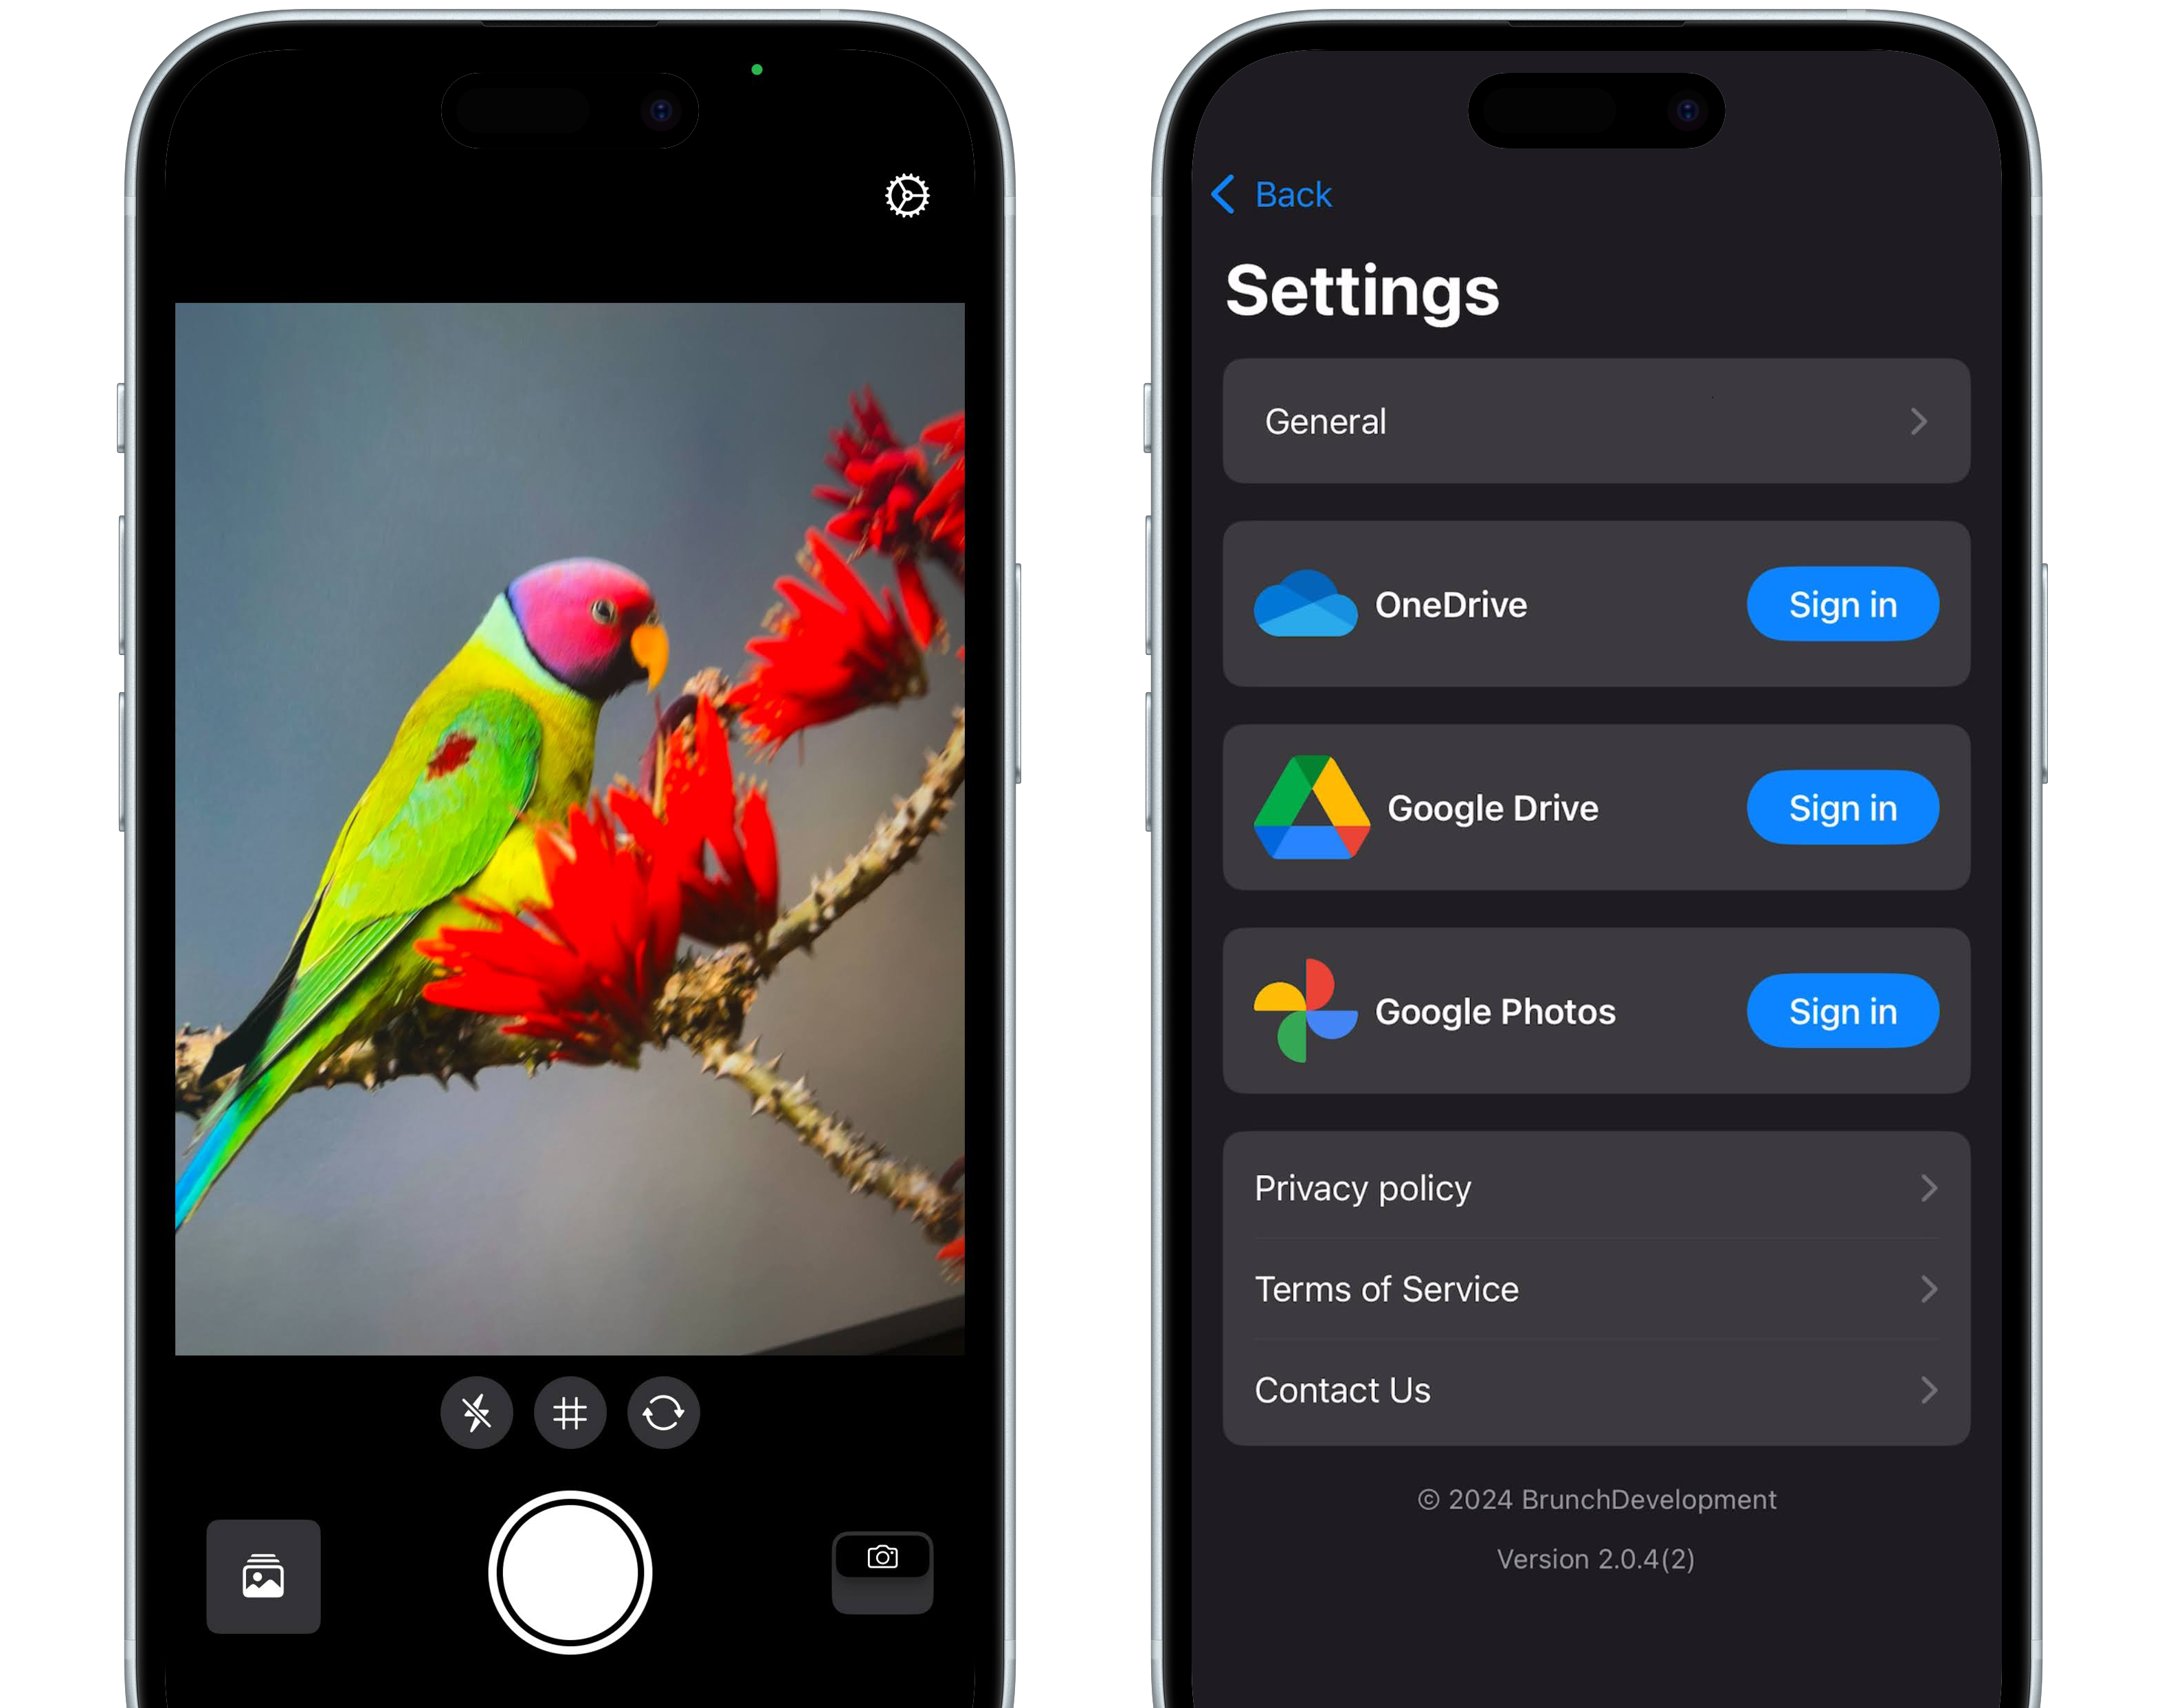 Back
Settings
General
OneDrive
Sign in
Google Drive
Sign in
Google Photos
Sign in
Privacy policy
Terms of Service
Contact Us
© 2024 BrunchDevelopment
Version 2.0.4(2)